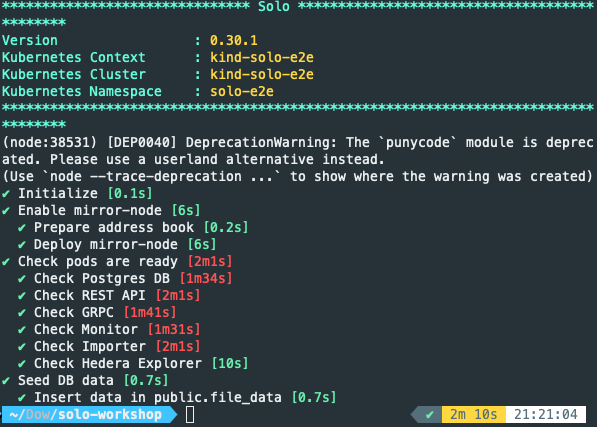 ******************************* Solo *************************************
********
Version : 0.30.1
Kubernetes Context : kind-solo-e2e
Kubernetes Cluster : kind-solo-e2e
Kubernetes Namespace : solo-e2e
**************************************************************************
********
(node:38531) [DEP0040] DeprecationWarning: The `punycode` module is deprec
ated. Please use a userland alternative instead.
(Use `node --trace-deprecation ...` to show where the warning was created)
✔ Initialize [0.1s]
✔ Enable mirror-node [6s]
✔ Prepare address book [0.2s]
✔ Deploy mirror-node [6s]
✔ Check pods are ready [2m1s]
✔ Check Postgres DB [1m34s]
✔ Check REST API [2m1s]
✔ Check GRPC [1m41s]
✔ Check Monitor [1m31s]
✔ Check Importer [2m1s]
✔ Check Hedera Explorer [10s]
✔ Seed DB data [0.7s]
✔ Insert data in public.file_data [0.7s]
~/Dow/solo-workshop ✔ 2m 10s 21:21:04